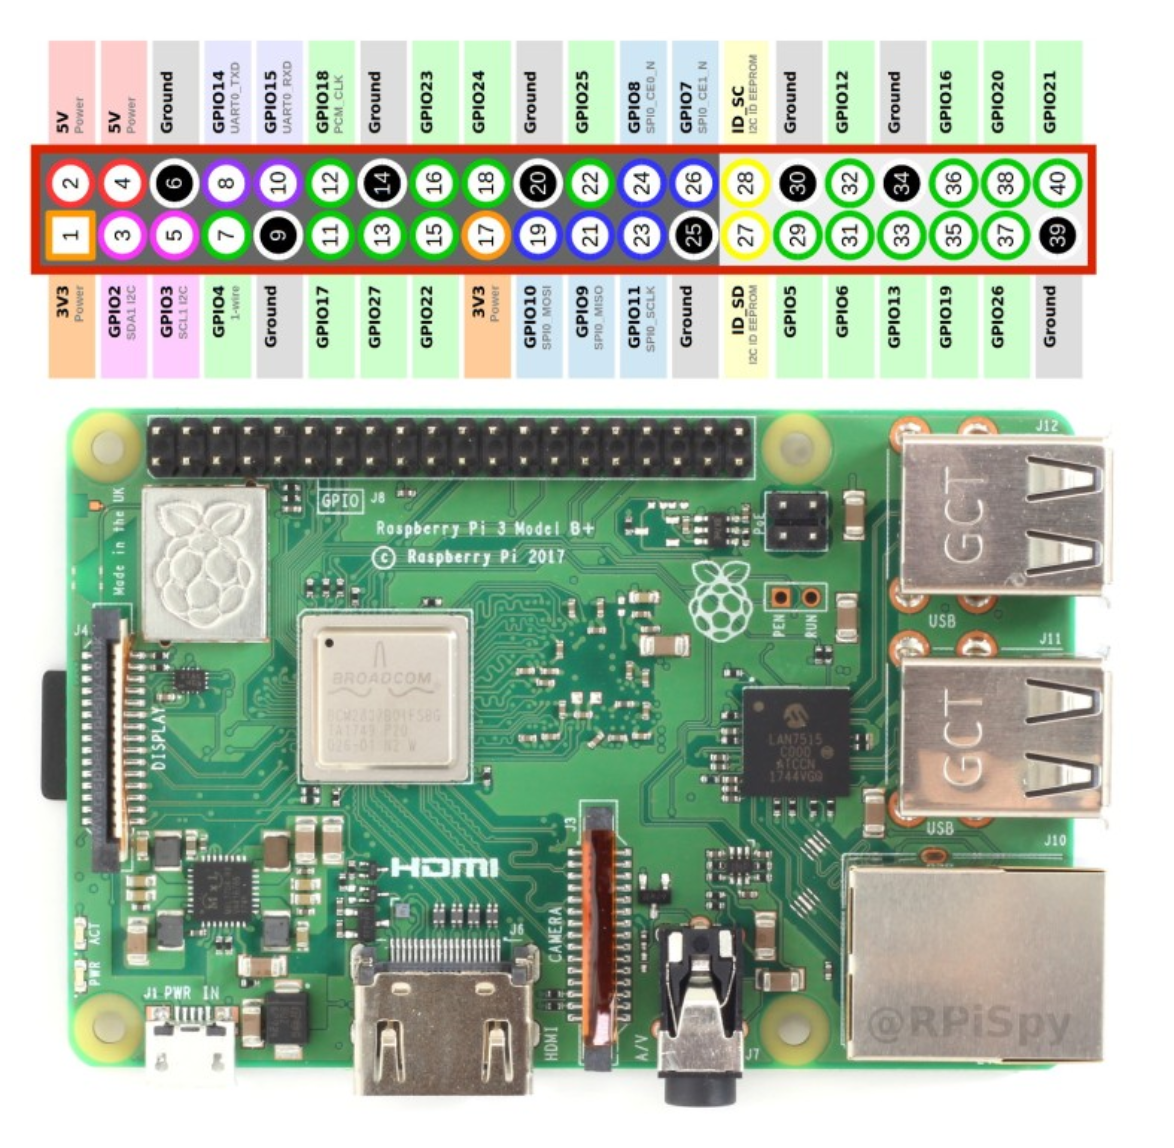 5V
Power
5V
Power
Ground
GPIO14
UART0_TXD
GPIO15
UART0_RXD
GPIO18
PCM_CLK
Ground
GPIO23
GPIO24
Ground
GPIO25
GPIO8
SPI0_CE0_N
GPIO7
SPI0_CE1_N
ID_SC
I2C ID EEPROM
Ground
GPIO12
Ground
GPIO16
GPIO20
GPIO21
2 4 6 8 10 12 14 16 18 20 22 24 26 28 30 32 34 36 38 40
1 3 5 7 9 11 13 15 17 19 21 23 25 27 29 31 33 35 37 39
3V3
Power
GPIO2
SDA1 I2C
GPIO3
SCL1 I2C
GPIO4
1-wire
Ground
GPIO17
GPIO27
GPIO22
3V3
Power
GPIO10
SPI0_MOSI
GPIO9
SPI0_MISO
GPIO11
SPI0_SCLK
Ground
ID_SD
I2C ID EEPROM
GPIO5
GPIO6
GPIO13
GPIO19
GPIO26
Ground
J12
GPIO J8
Raspberry Pi 3 Model B+
© Raspberry Pi 2017
Made in the UK
PoE
GCT
USB
PEN
RUN
J4
J11
BROADCOM
TA1749 P20
DISPLAY
LAN7515
C000
ATCCN
1744VGQ
GCT
USB
J10
J3
HDMI
MxL
CAMERA
ACT
PWR
J6
J1 PWR IN
HDMI
A/V
J7
@RPiSpy